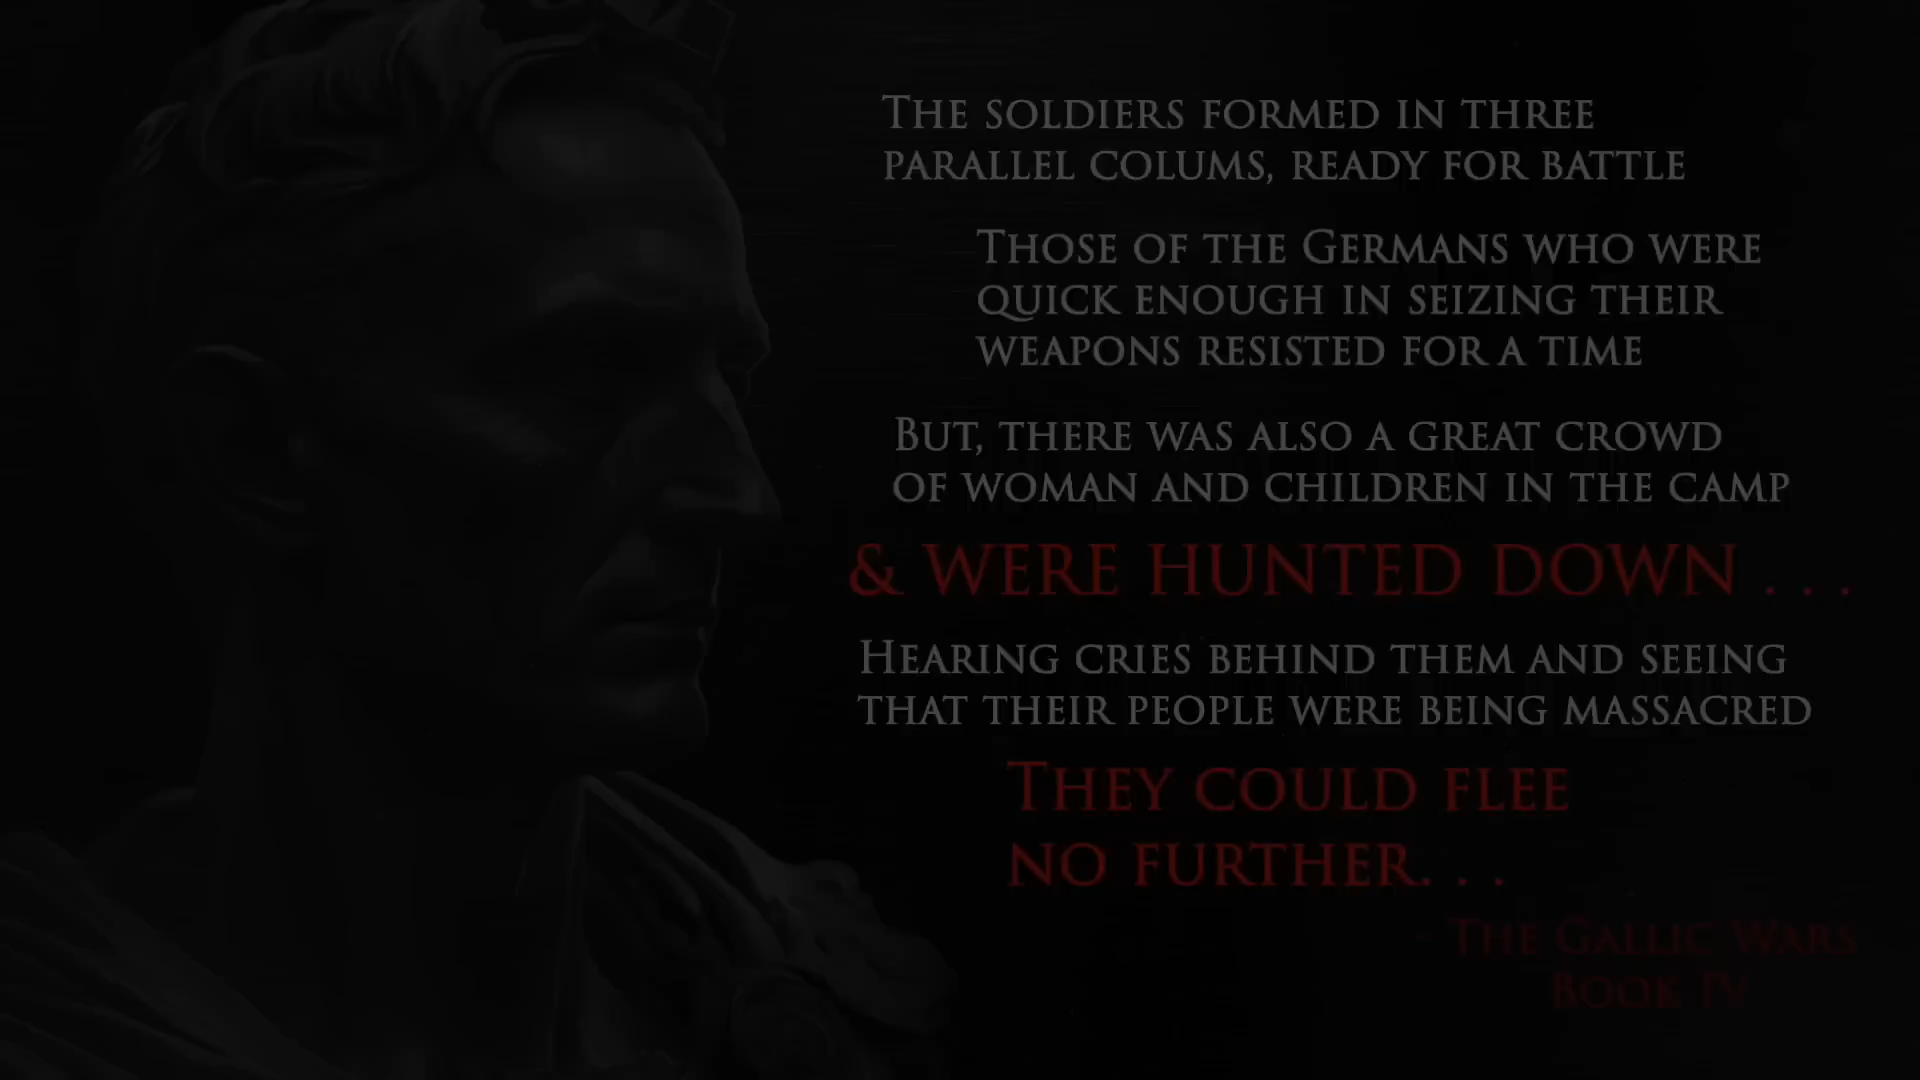 The soldiers formed in three
parallel colums, ready for battle
Those of the Germans who were
quick enough in seizing their
weapons resisted for a time
But, there was also a great crowd
of woman and children in the camp
& WERE HUNTED DOWN . . .
Hearing cries behind them and seeing
that their people were being massacred
They could flee
no further. . .
- The Gallic Wars
Book IV